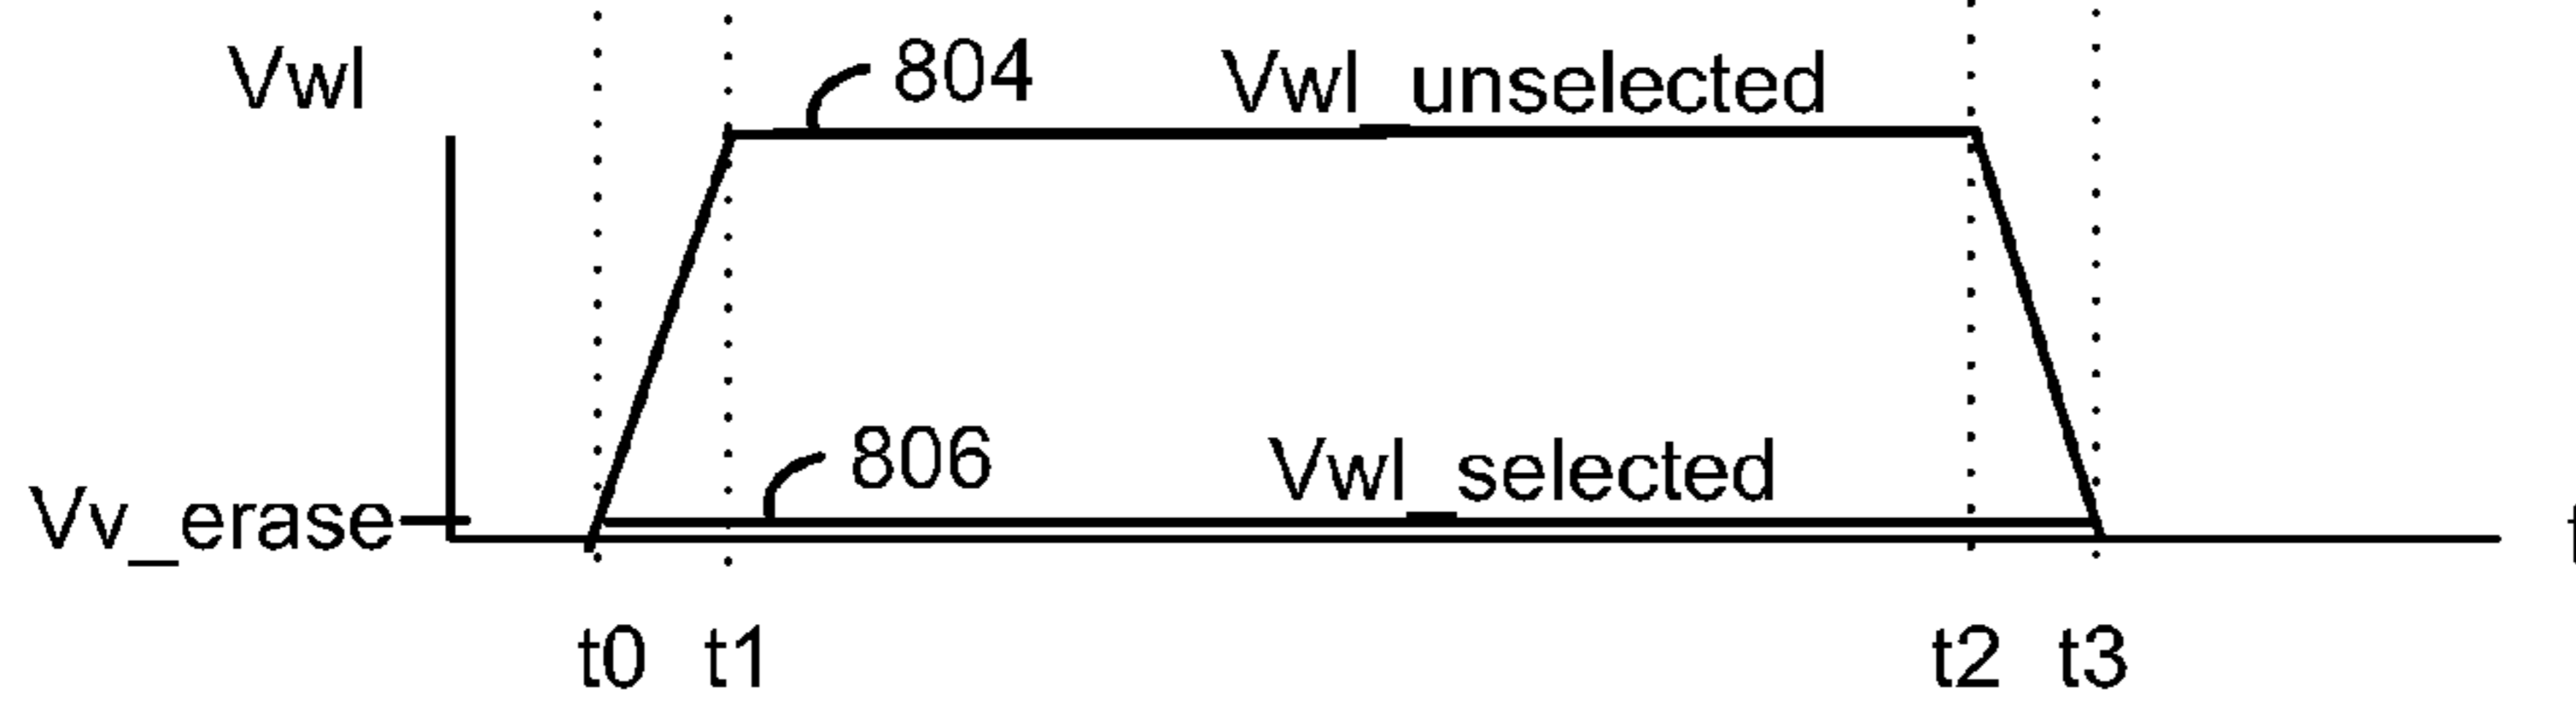 Vwl
804
Vwl_unselected
806
Vwl_selected
Vv_erase
t
t0 t1 t2 t3